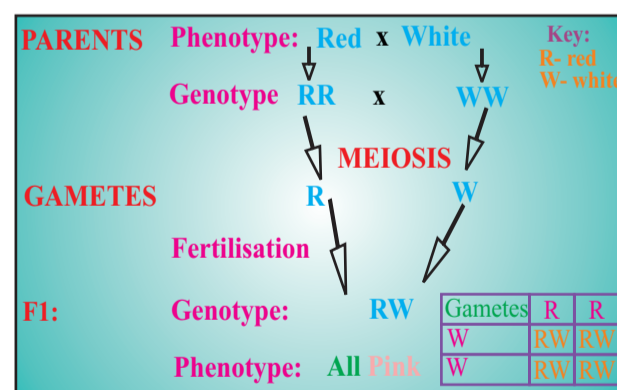 PARENTS Phenotype: Red x White Key:
R- red
W- white
Genotype RR x WW
MEIOSIS
GAMETES R W
Fertilisation
F1: Genotype: RW
Phenotype: All Pink
Gametes R R
W RW RW
W RW RW